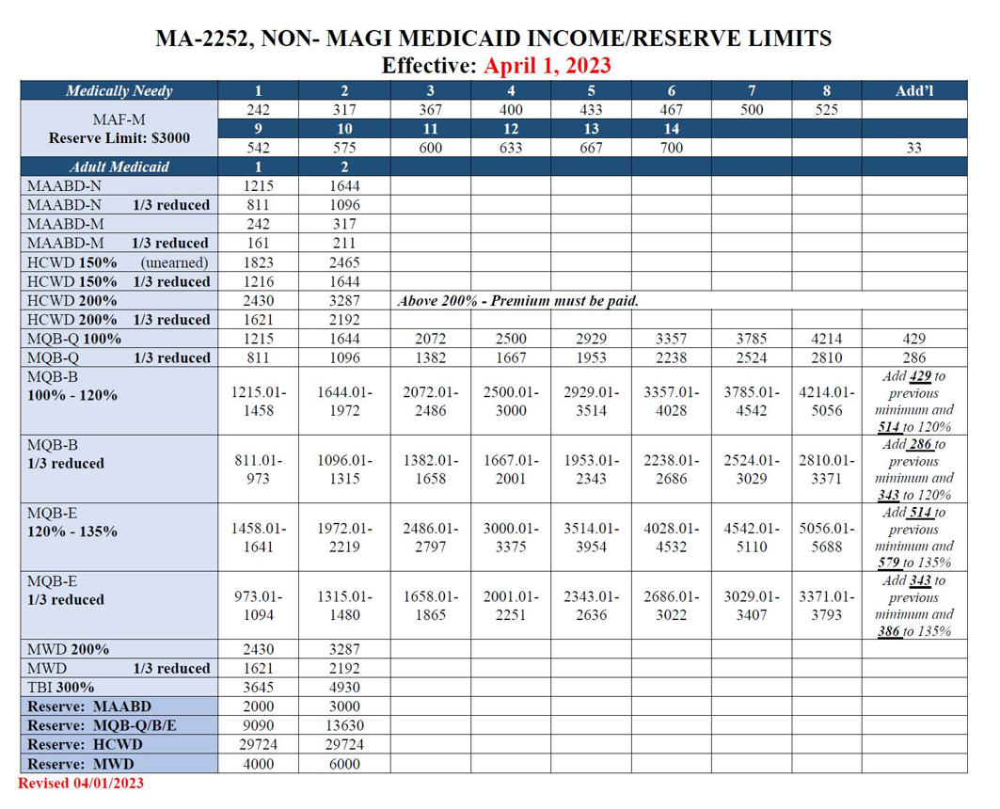 MA-2252, NON- MAGI MEDICAID INCOME/RESERVE LIMITS
Effective: April 1, 2023
Medically Needy 1 2 3 4 5 6 7 8 Add'l
MAF-M
Reserve Limit: $3000
242 317 367 400 433 467 500 525
9 10 11 12 13 14
542 575 600 633 667 700 33
Adult Medicaid 1 2
MAABD-N 1215 1644
MAABD-N 1/3 reduced 811 1096
MAABD-M 242 317
MAABD-M 1/3 reduced 161 211
HCWD 150% (unearned) 1823 2465
HCWD 150% 1/3 reduced 1216 1644
HCWD 200% 2430 3287 Above 200% - Premium must be paid.
HCWD 200% 1/3 reduced 1621 2192
MQB-Q 100% 1215 1644 2072 2500 2929 3357 3785 4214 429
MQB-Q 1/3 reduced 811 1096 1382 1667 1953 2238 2524 2810 286
MQB-B
100% - 120%
1215.01- 1644.01- 2072.01- 2500.01- 2929.01- 3357.01- 3785.01- 4214.01-
1458 1972 2486 3000 3514 4028 4542 5056
Add 429 to
previous
minimum and
514 to 120%
MQB-B
1/3 reduced
811.01- 1096.01- 1382.01- 1667.01- 1953.01- 2238.01- 2524.01- 2810.01-
973 1315 1658 2001 2343 2686 3029 3371
Add 286 to
previous
minimum and
343 to 120%
MQB-E
120% - 135%
1458.01- 1972.01- 2486.01- 3000.01- 3514.01- 4028.01- 4542.01- 5056.01-
1641 2219 2797 3375 3954 4532 5110 5688
Add 514 to
previous
minimum and
579 to 135%
MQB-E
1/3 reduced
973.01- 1315.01- 1658.01- 2001.01- 2343.01- 2686.01- 3029.01- 3371.01-
1094 1480 1865 2251 2636 3022 3407 3793
Add 343 to
previous
minimum and
386 to 135%
MWD 200% 2430 3287
MWD 1/3 reduced 1621 2192
TBI 300% 3645 4930
Reserve: MAABD 2000 3000
Reserve: MQB-Q/B/E 9090 13630
Reserve: HCWD 29724 29724
Reserve: MWD 4000 6000
Revised 04/01/2023